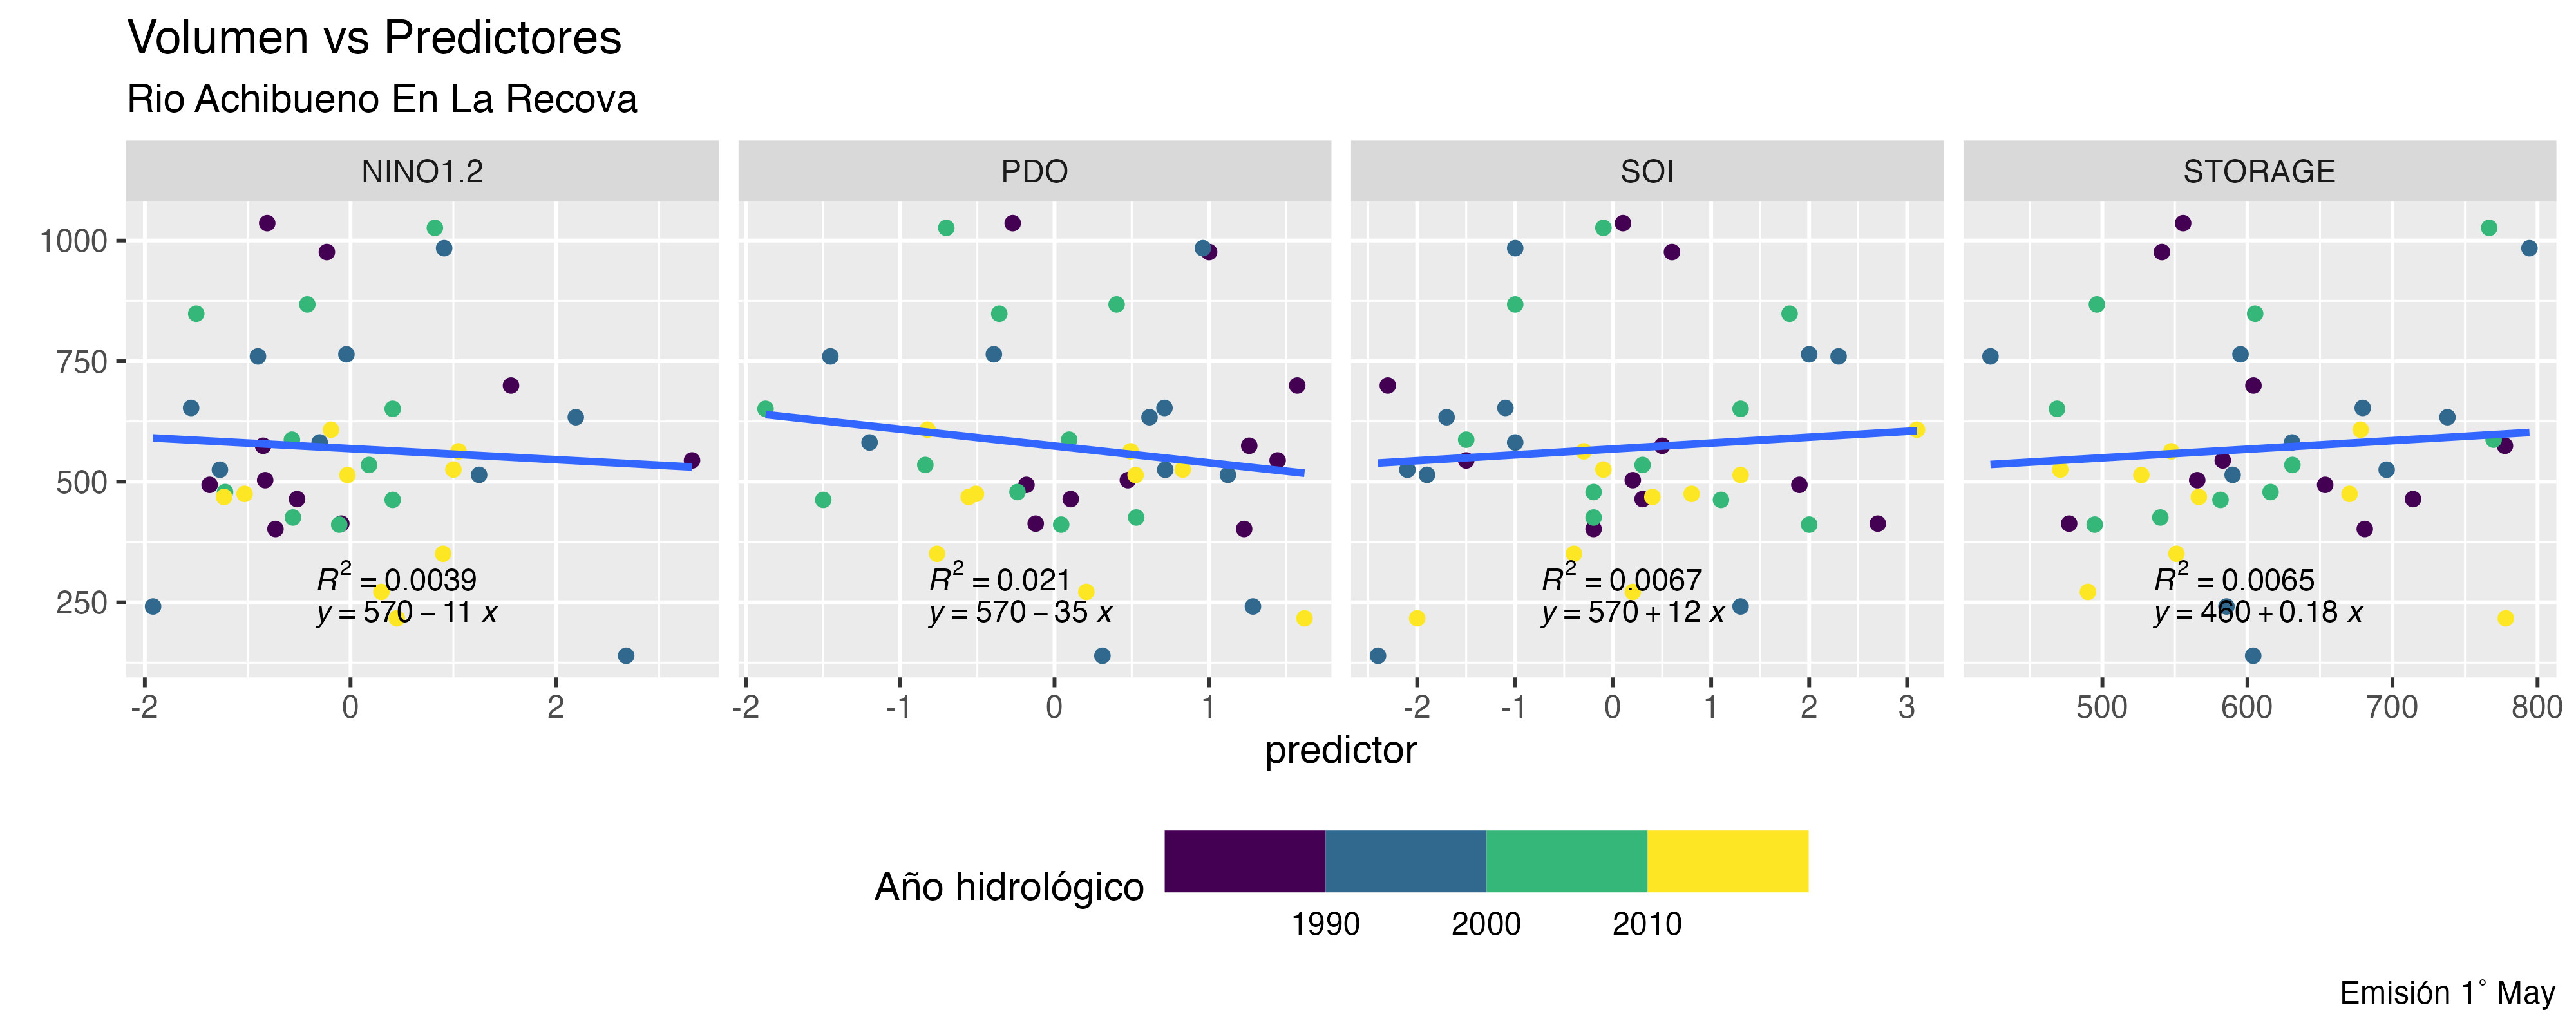 Volumen vs Predictores
Rio Achibueno En La Recova
NINO1.2 PDO SOI STORAGE
1000
750
500
250
R² = 0.0039 R² = 0.021 R² = 0.0067 R² = 0.0065
y = 570 − 11 x y = 570 − 35 x y = 570 + 12 x y = 460 + 0.18 x
-2 0 2 -2 -1 0 1 -2 -1 0 1 2 3 500 600 700 800
predictor
Año hidrológico
1990 2000 2010
Emisión 1° May